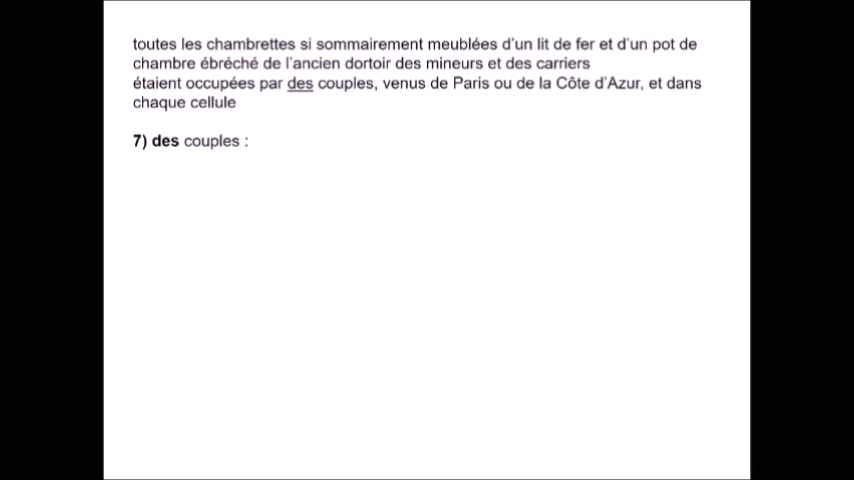 toutes les chambrettes si sommairement meublées d'un lit de fer et d'un pot de
chambre ébréché de l'ancien dortoir des mineurs et des carriers
étaient occupées par des couples, venus de Paris ou de la Côte d'Azur, et dans
chaque cellule
7) des couples :